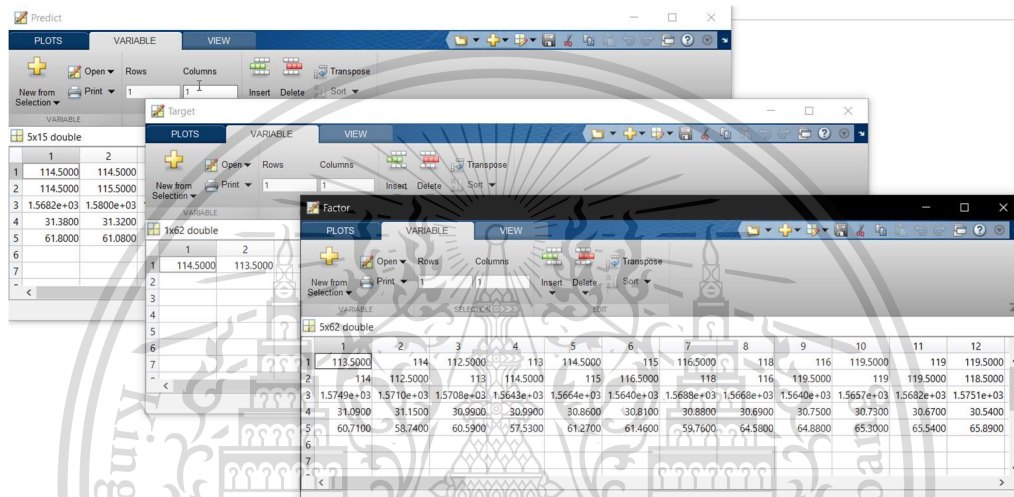 Predict
PLOTS VARIABLE VIEW
Open Rows Columns Transpose
New from Selection Print 1 1 Insert Delete Sort
VARIABLE
5x15 double
1 2
1 114.5000 114.5000
2 114.5000 115.5000
3 1.5682e+03 1.5800e+03
4 31.3800 31.3200
5 61.8000 61.0800
6
7
Target
PLOTS VARIABLE VIEW
Open Rows Columns Transpose
New from Selection Print 1 1 Insert Delete Sort
VARIABLE
1x62 double
1 2
1 114.5000 113.5000
2
3
4
5
6
7
Factor
PLOTS VARIABLE VIEW
Open Rows Columns Transpose
New from Selection Print 1 1 Insert Delete Sort
VARIABLE SELECTION EDIT
5x62 double
1 2 3 4 5 6 7 8 9 10 11 12
1 113.5000 114 112.5000 113 114.5000 115 116.5000 118 116 119.5000 119 119.5000
2 114 112.5000 113 114.5000 115 116.5000 118 116 119.5000 119 119.5000 118.5000
3 1.5749e+03 1.5710e+03 1.5708e+03 1.5643e+03 1.5664e+03 1.5640e+03 1.5688e+03 1.5668e+03 1.5640e+03 1.5657e+03 1.5682e+03 1.5751e+03
4 31.0900 31.1500 30.9900 30.9900 30.8600 30.8100 30.8800 30.6900 30.7500 30.7300 30.6700 30.5400
5 60.7100 58.7400 60.5900 57.5300 61.2700 61.4600 59.7600 64.5800 64.8800 65.3000 65.5400 65.8900
6
7
King